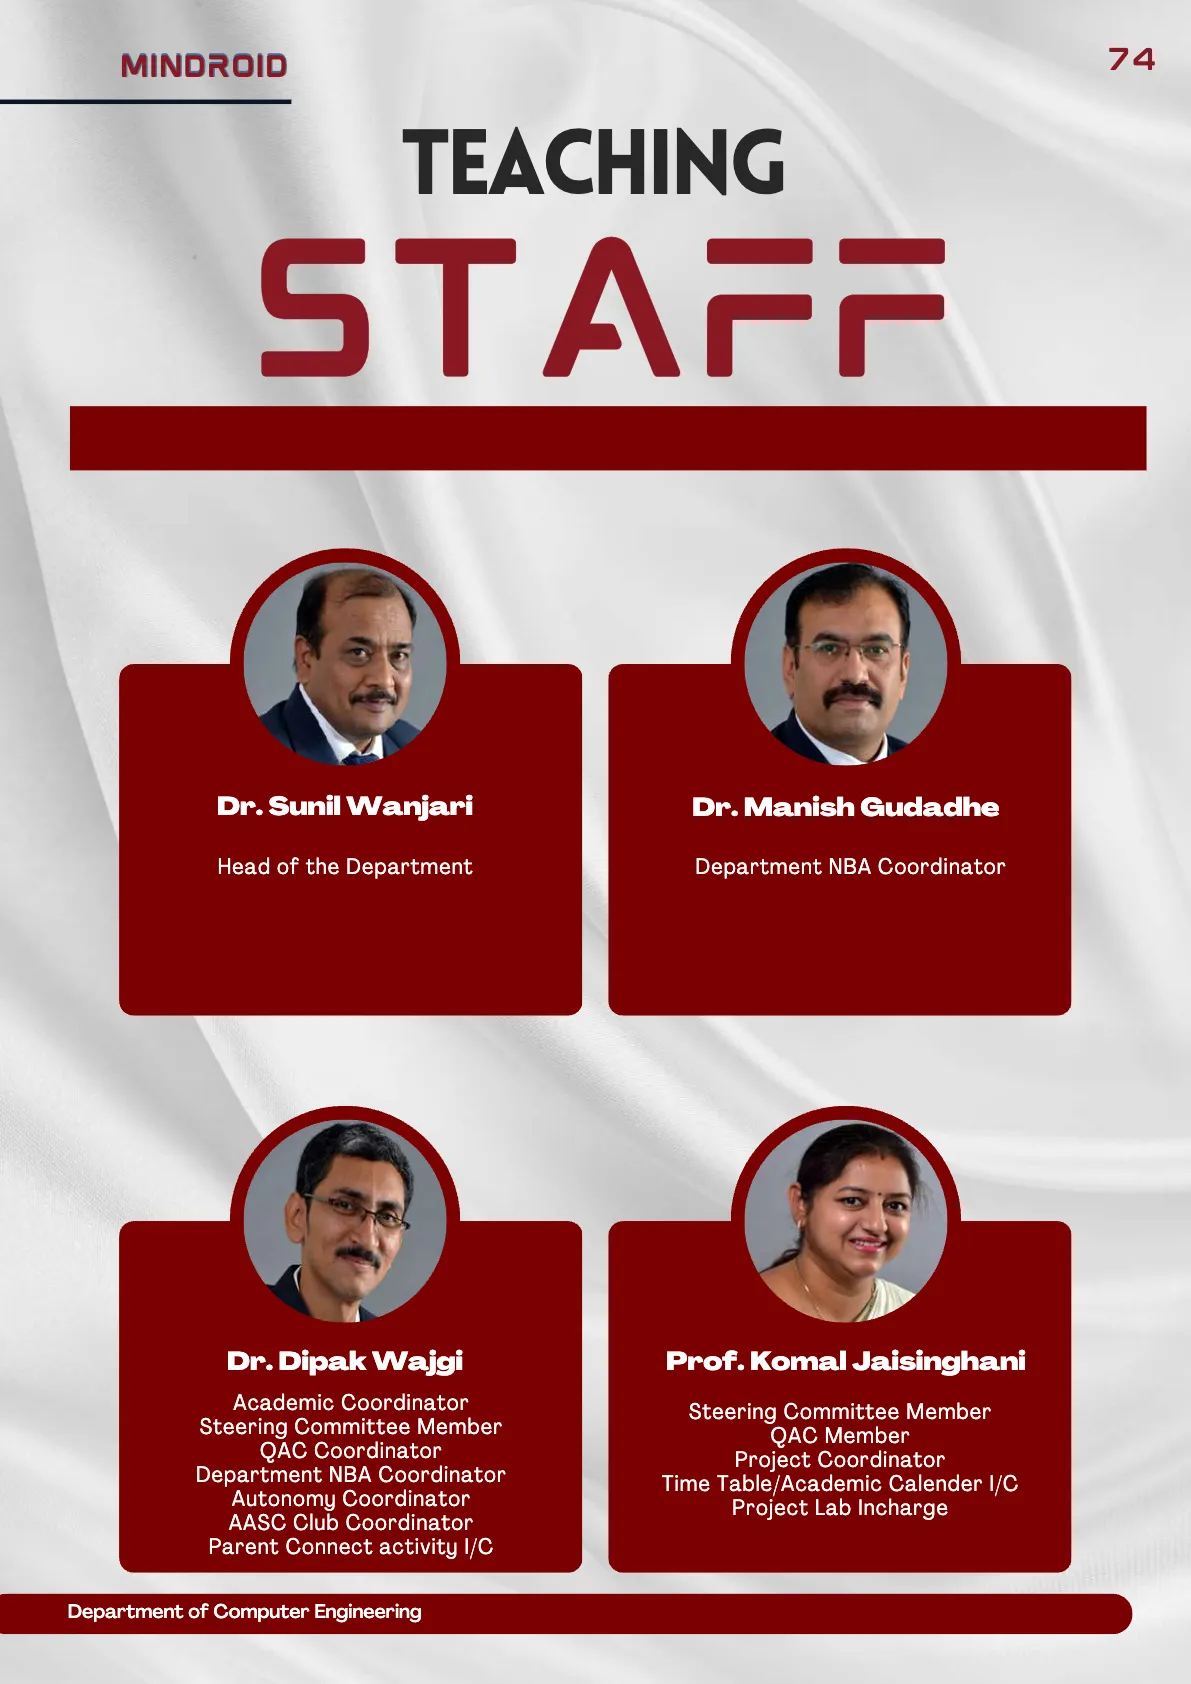 MINDROID
74
TEACHING
STAFF
Dr. Sunil Wanjari
Head of the Department
Dr. Manish Gudadhe
Department NBA Coordinator
Dr. Dipak Wajgi
Academic Coordinator
Steering Committee Member
QAC Coordinator
Department NBA Coordinator
Autonomy Coordinator
AASC Club Coordinator
Parent Connect activity I/C
Prof. Komal Jaisinghani
Steering Committee Member
QAC Member
Project Coordinator
Time Table/Academic Calender I/C
Project Lab Incharge
Department of Computer Engineering